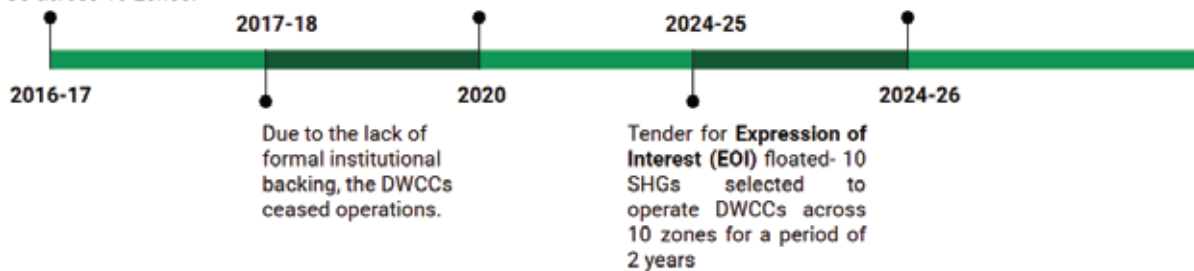 2017-18
2024-25
2016-17
2020
2024-26
Due to the lack of
formal institutional
backing, the DWCCs
ceased operations.
Tender for Expression of
Interest (EOI) floated- 10
SHGs selected to
operate DWCCs across
10 zones for a period of
2 years